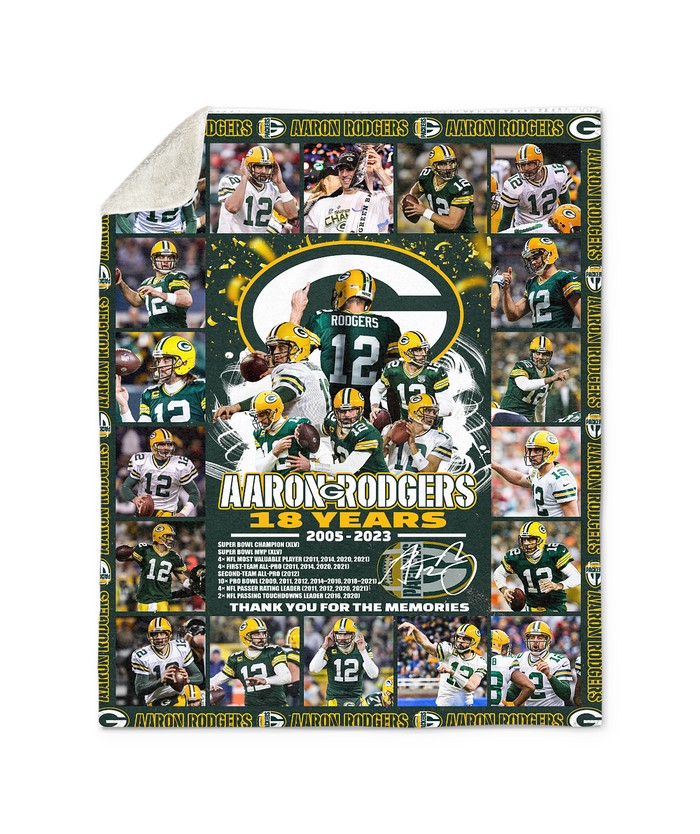 DGERS AARON RODGERS AARON RODGERS G
AARON RODGERS
RODGERS
12
AARON G RODGERS
18 YEARS
2005 - 2023
SUPER BOWL CHAMPION (XLV)
SUPER BOWL MVP (XLV)
4× NFL MOST VALUABLE PLAYER (2011, 2014, 2020, 2021)
4× FIRST-TEAM ALL-PRO (2011, 2014, 2020, 2021)
SECOND-TEAM ALL-PRO (2012)
10× PRO BOWL (2009, 2011, 2012, 2014–2016, 2018–2021)
4× NFL PASSER RATING LEADER (2011, 2012, 2020, 2021)
2× NFL PASSING TOUCHDOWNS LEADER (2016, 2020)
THANK YOU FOR THE MEMORIES
G AARON RODGERS AARON RODGERS AARON RODGERS G